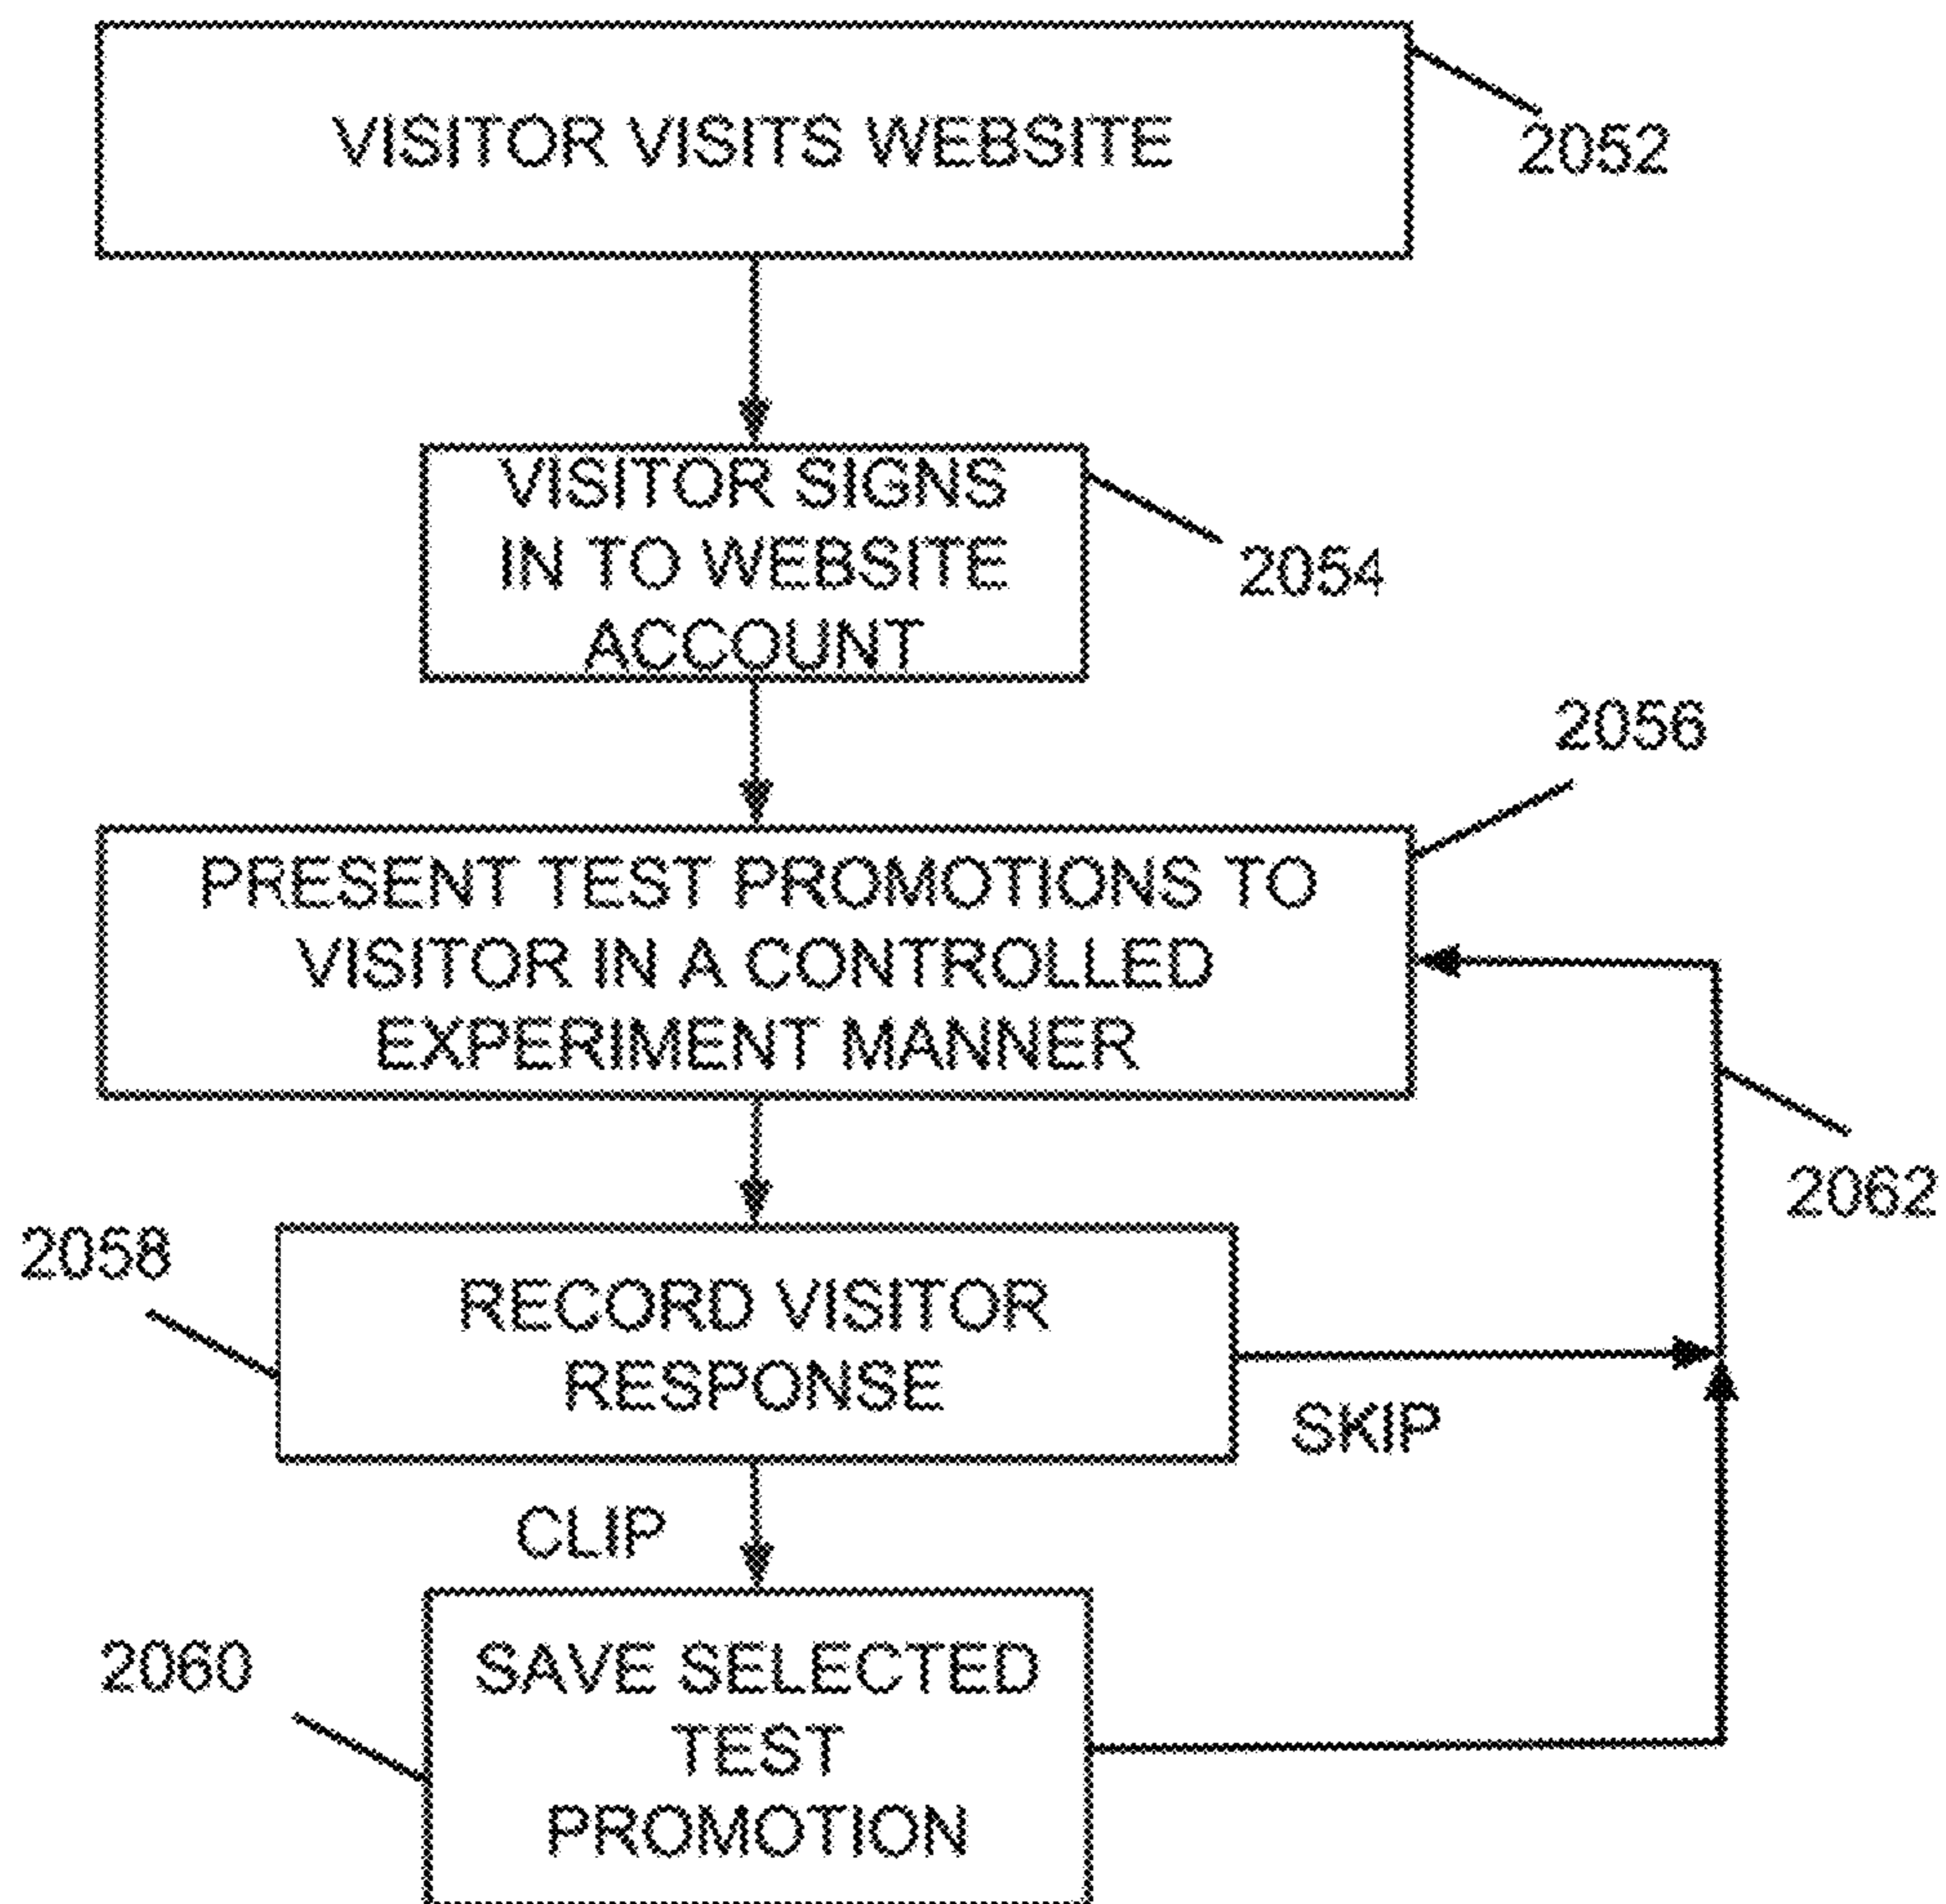 VISITOR VISITS WEBSITE
2052
VISITOR SIGNS
IN TO WEBSITE
ACCOUNT
2054
2056
PRESENT TEST PROMOTIONS TO
VISITOR IN A CONTROLLED
EXPERIMENT MANNER
2062
2058
RECORD VISITOR
RESPONSE
SKIP
CLIP
2060
SAVE SELECTED
TEST
PROMOTION